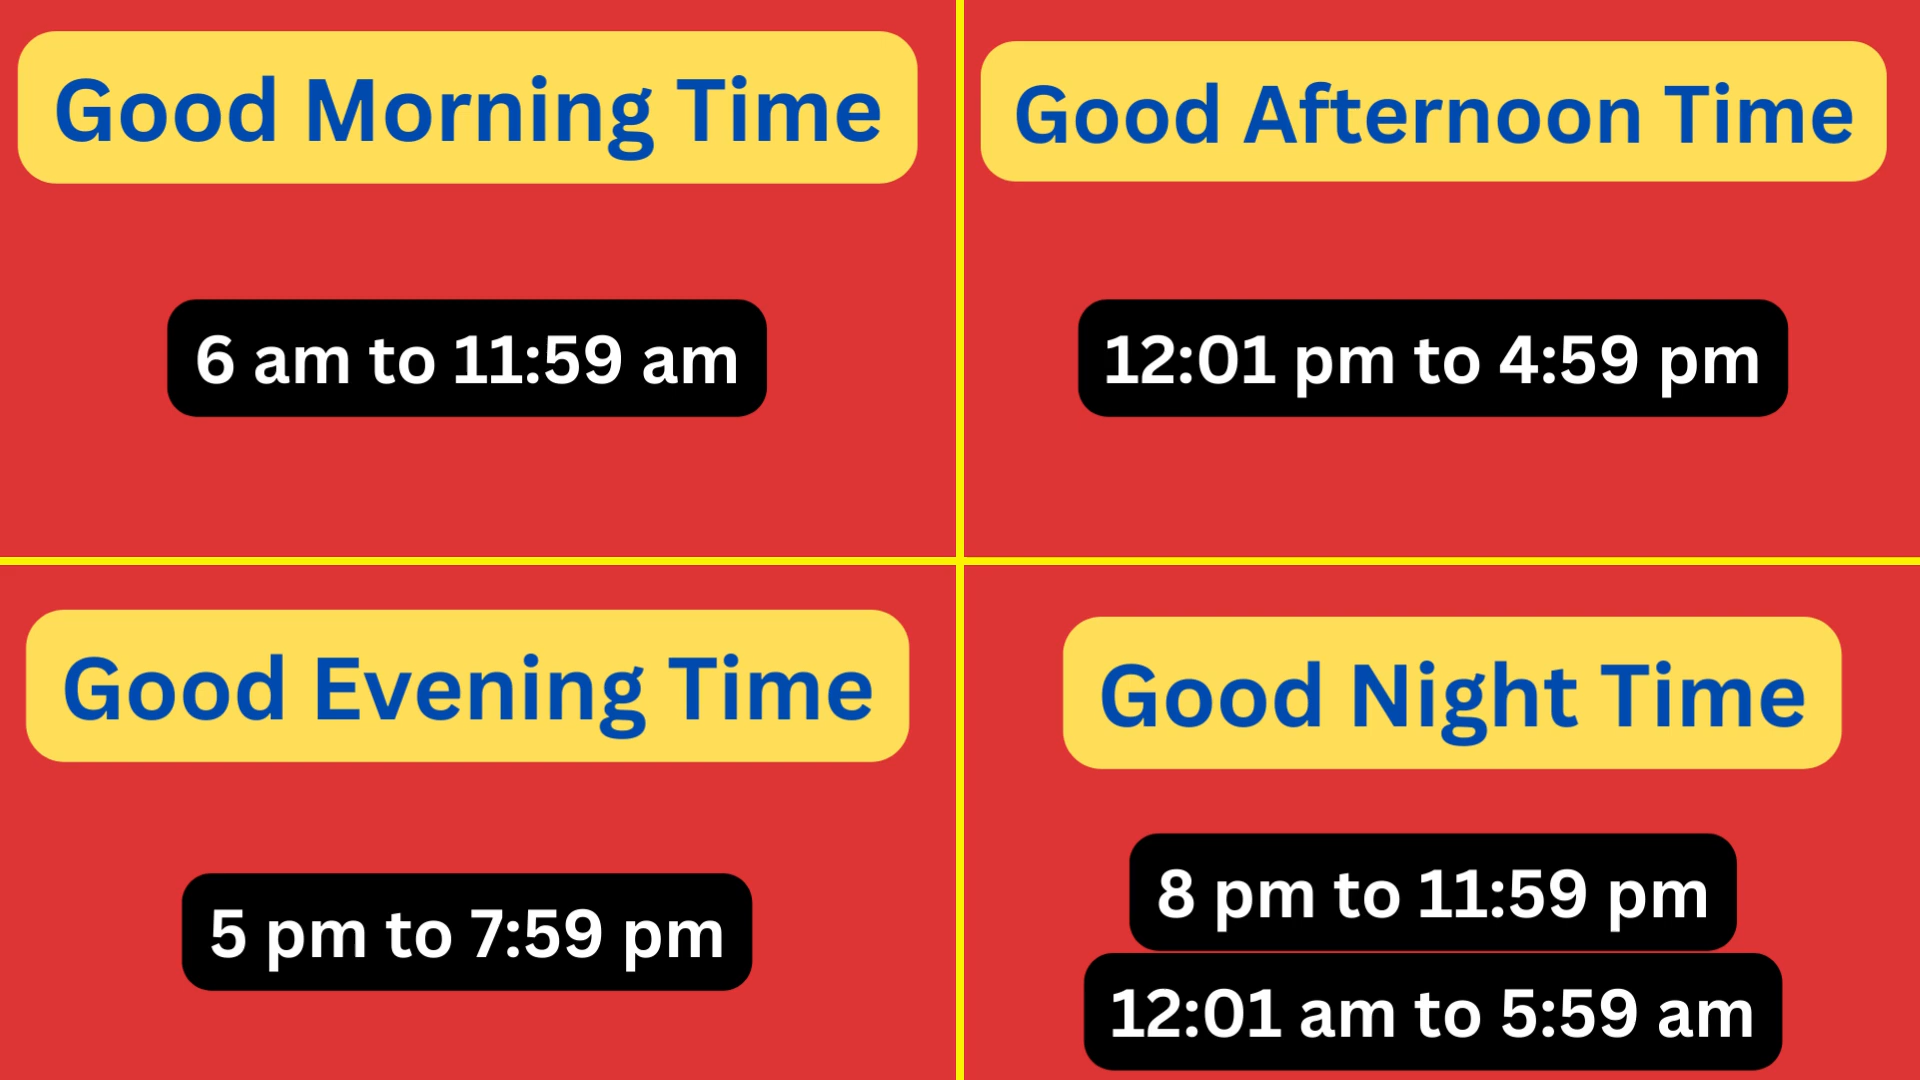 Good Morning Time
6 am to 11:59 am
Good Afternoon Time
12:01 pm to 4:59 pm
Good Evening Time
5 pm to 7:59 pm
Good Night Time
8 pm to 11:59 pm
12:01 am to 5:59 am